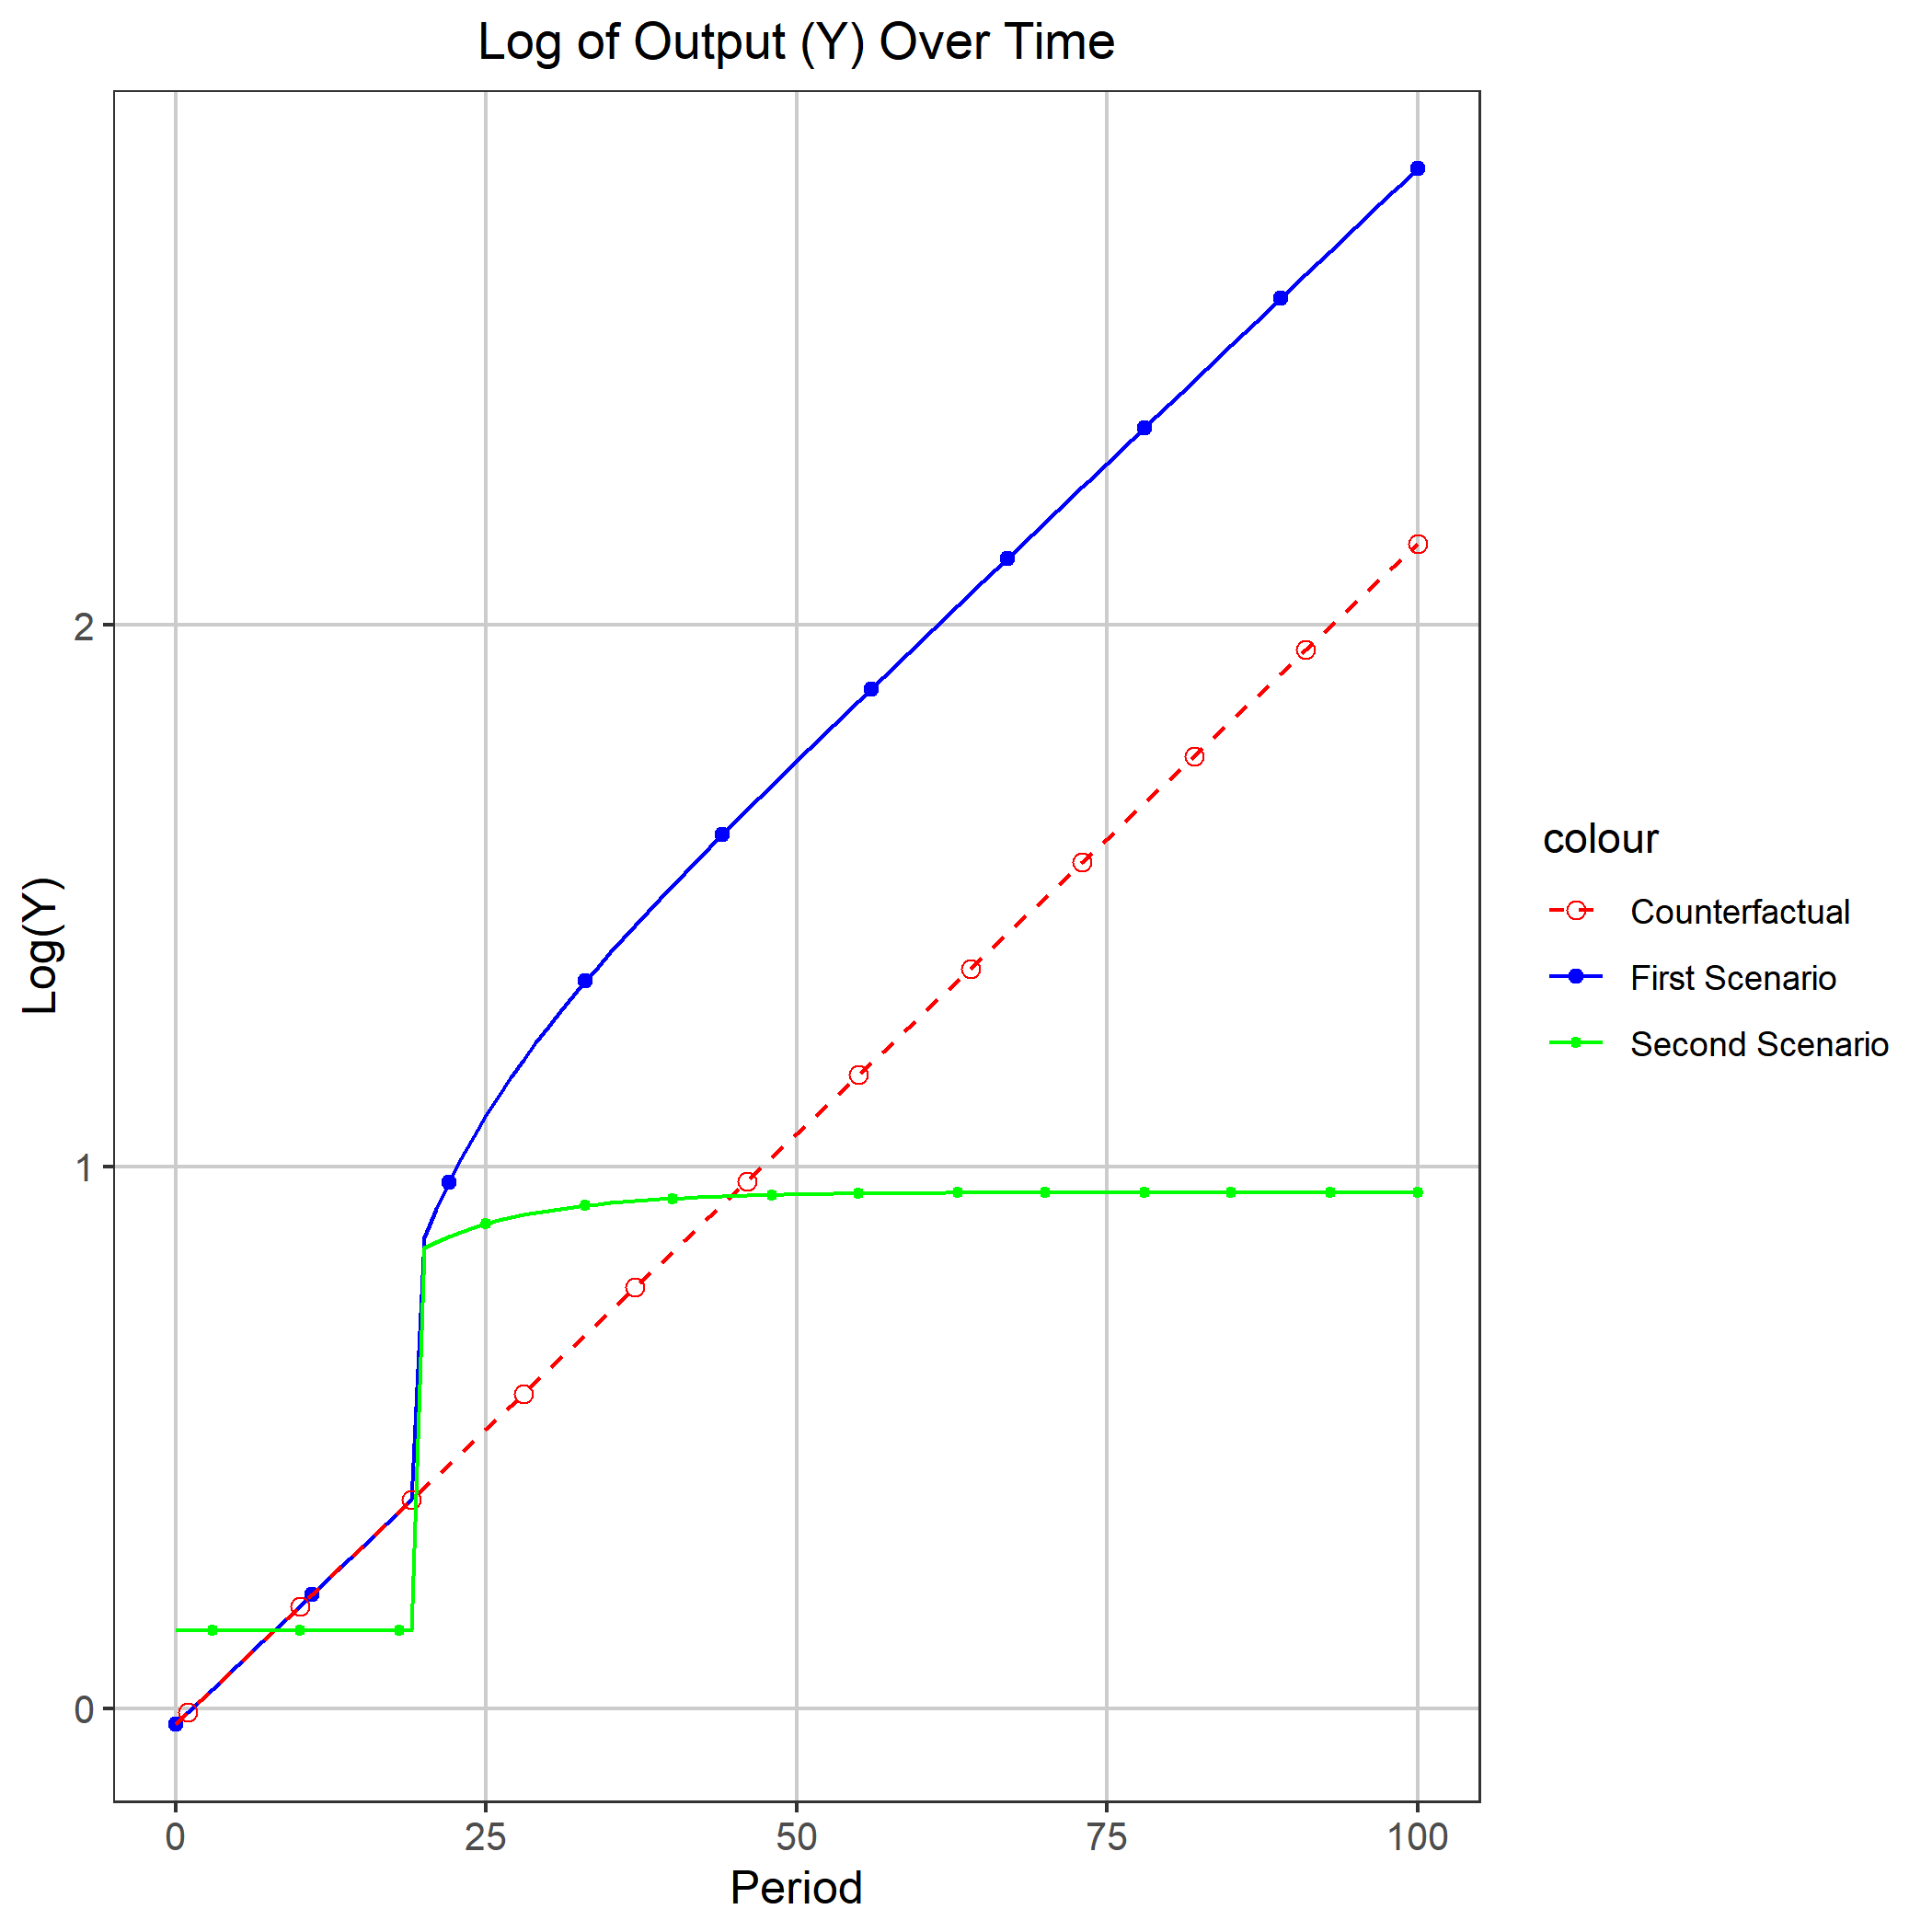 Log of Output (Y) Over Time
Log(Y)
2
1
0
0 25 50 75 100
Period
colour
Counterfactual
First Scenario
Second Scenario